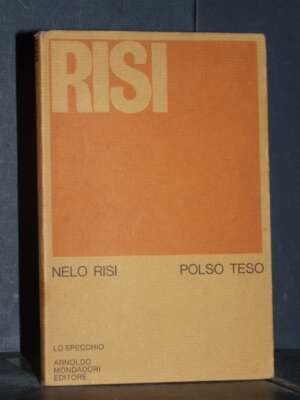 RISI
NELO RISI POLSO TESO
LO SPECCHIO
ARNOLDO
MONDADORI
EDITORE